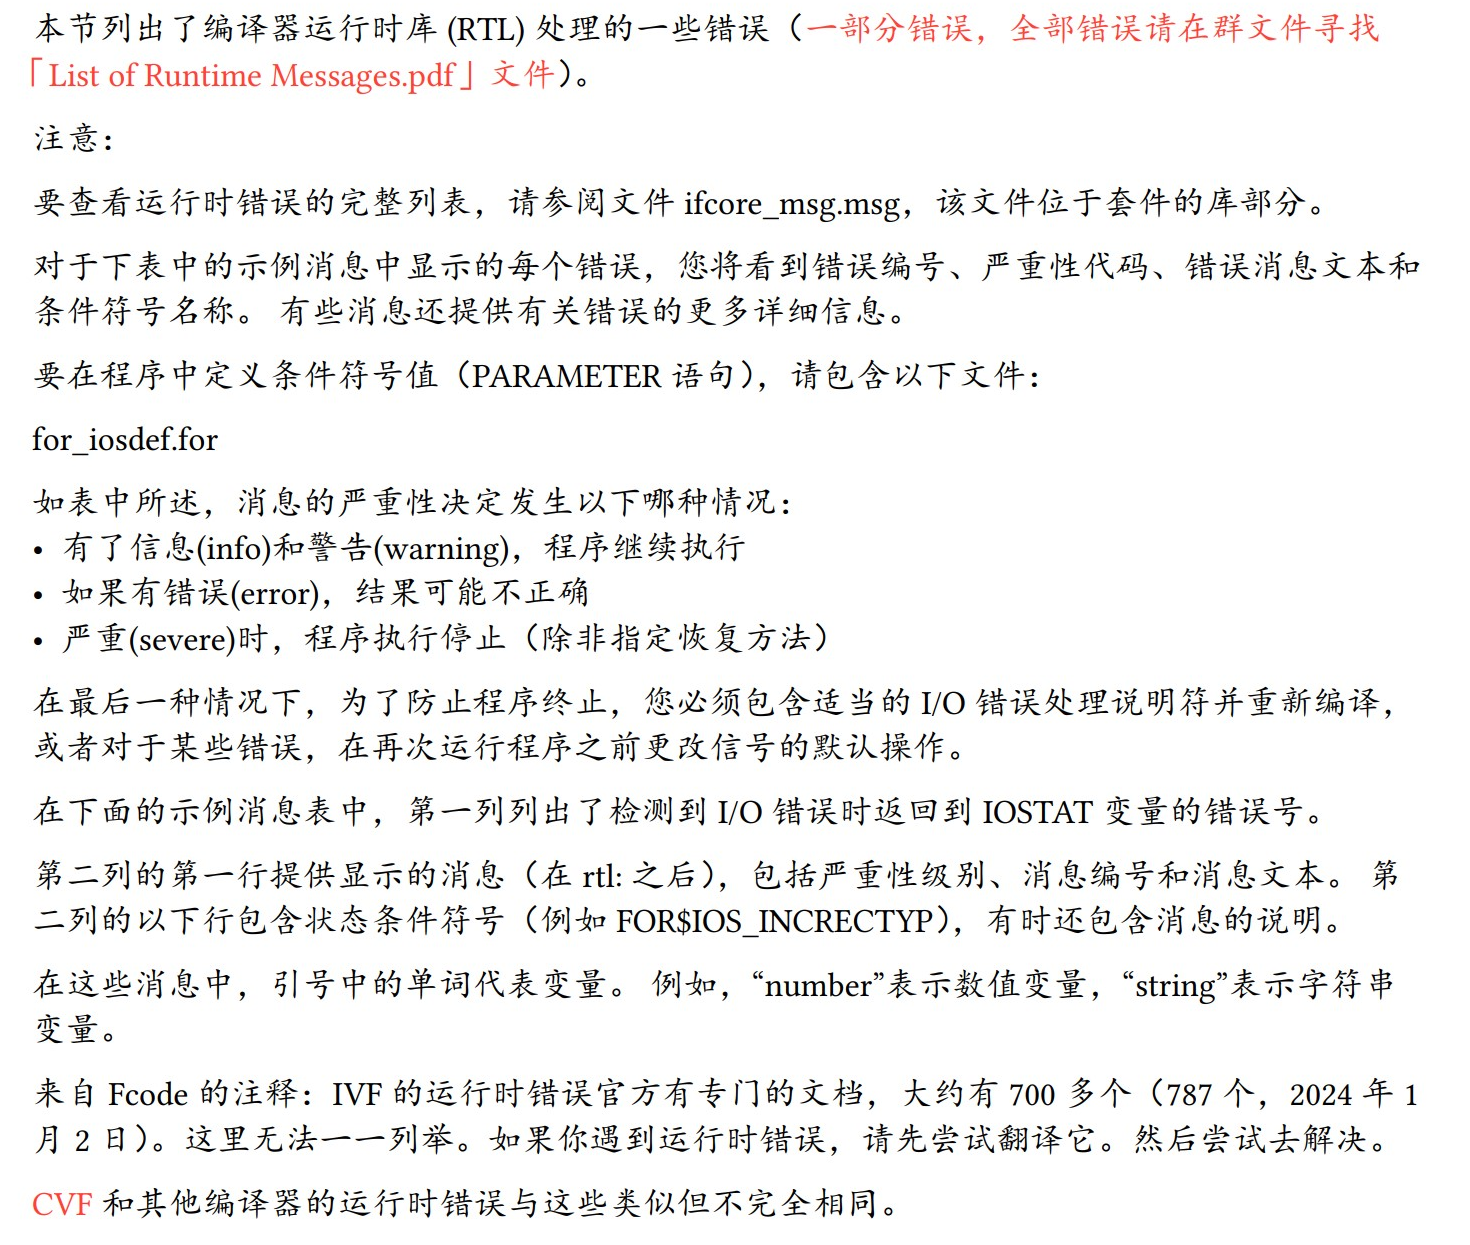 本节列出了编译器运行时库 (RTL) 处理的一些错误（一部分错误，全部错误请在群文件寻找
「List of Runtime Messages.pdf」文件）。
注意：
要查看运行时错误的完整列表，请参阅文件 ifcore_msg.msg，该文件位于套件的库部分。
对于下表中的示例消息中显示的每个错误，您将看到错误编号、严重性代码、错误消息文本和
条件符号名称。 有些消息还提供有关错误的更多详细信息。
要在程序中定义条件符号值（PARAMETER 语句），请包含以下文件：
for_iosdef.for
如表中所述，消息的严重性决定发生以下哪种情况：
• 有了信息(info)和警告(warning)，程序继续执行
• 如果有错误(error)，结果可能不正确
• 严重(severe)时，程序执行停止（除非指定恢复方法）
在最后一种情况下，为了防止程序终止，您必须包含适当的 I/O 错误处理说明符并重新编译，
或者对于某些错误，在再次运行程序之前更改信号的默认操作。
在下面的示例消息表中，第一列列出了检测到 I/O 错误时返回到 IOSTAT 变量的错误号。
第二列的第一行提供显示的消息（在 rtl: 之后），包括严重性级别、消息编号和消息文本。 第
二列的以下行包含状态条件符号（例如 FOR$IOS_INCRECTYP），有时还包含消息的说明。
在这些消息中，引号中的单词代表变量。 例如，“number”表示数值变量，“string”表示字符串
变量。
来自 Fcode 的注释：IVF 的运行时错误官方有专门的文档，大约有 700 多个（787 个，2024 年 1
月 2 日）。这里无法一一列举。如果你遇到运行时错误，请先尝试翻译它。然后尝试去解决。
CVF 和其他编译器的运行时错误与这些类似但不完全相同。